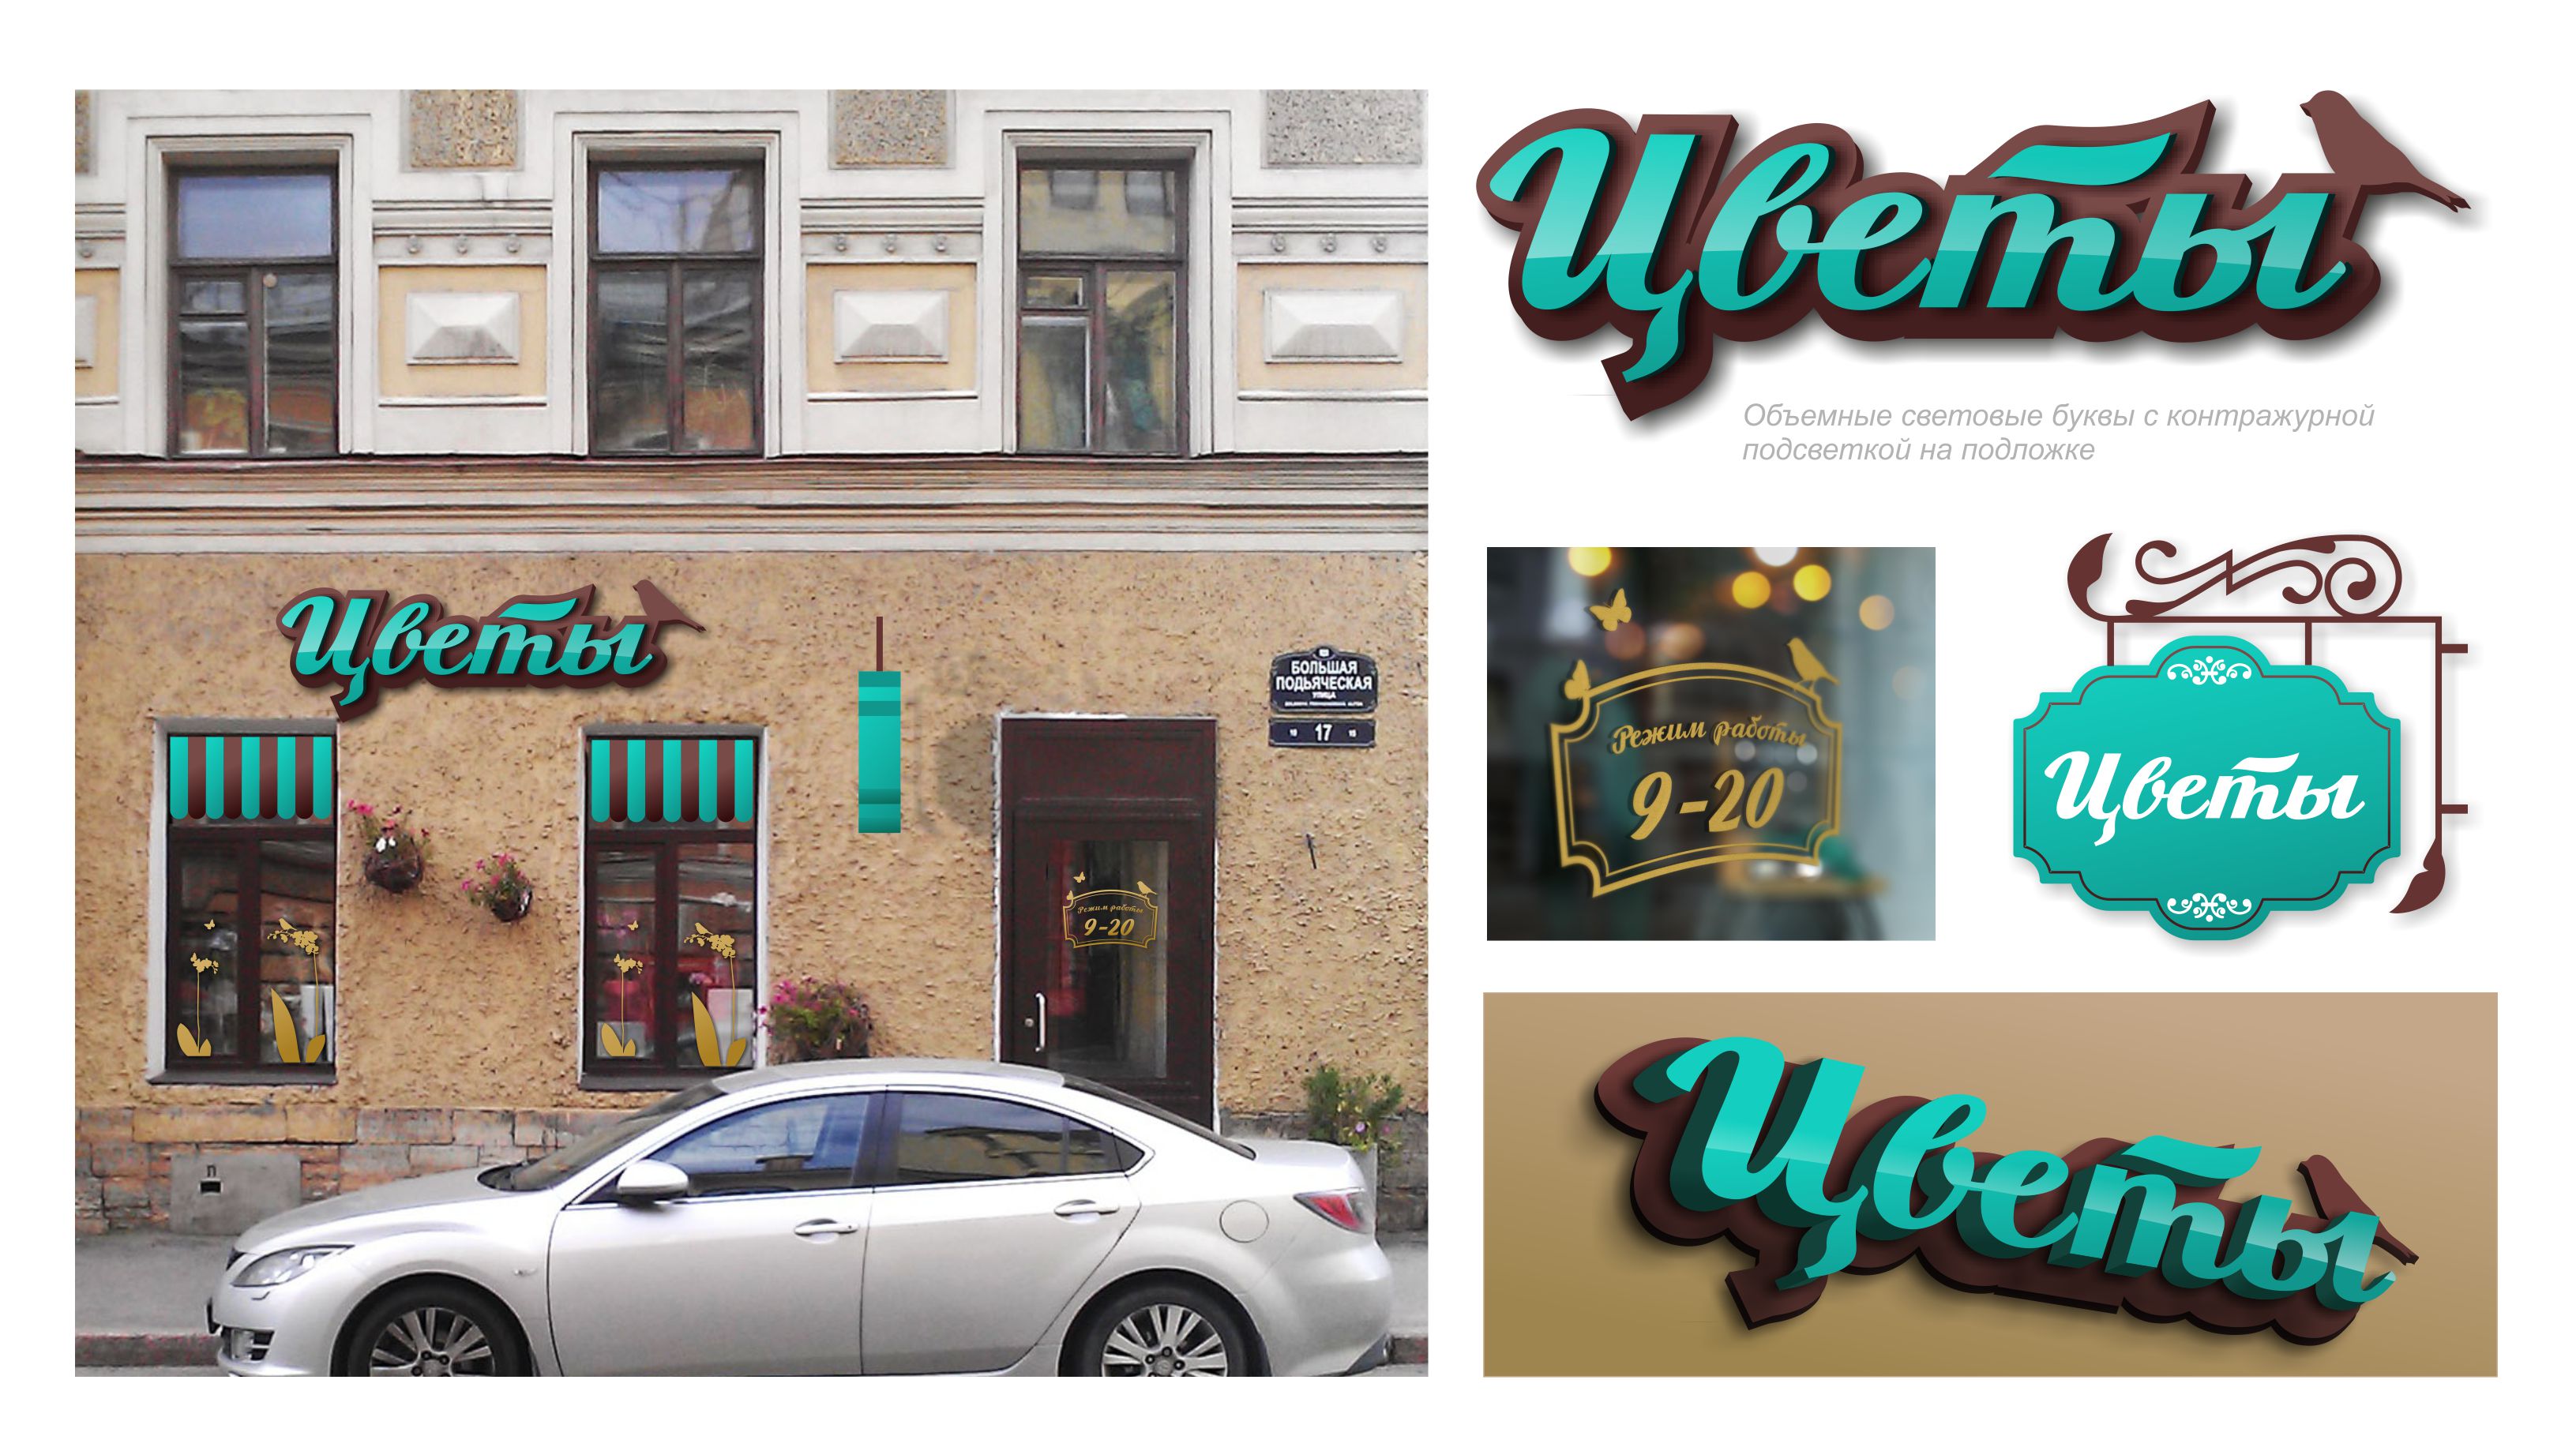 Цветы
БОЛЬШАЯ
ПОДЬЯЧЕСКАЯ
УЛИЦА
17
Режим работы
9-20
Цветы
Объемные световые буквы с контражурной
подсветкой на подложке
Режим работы
9-20
Цветы
Цветы